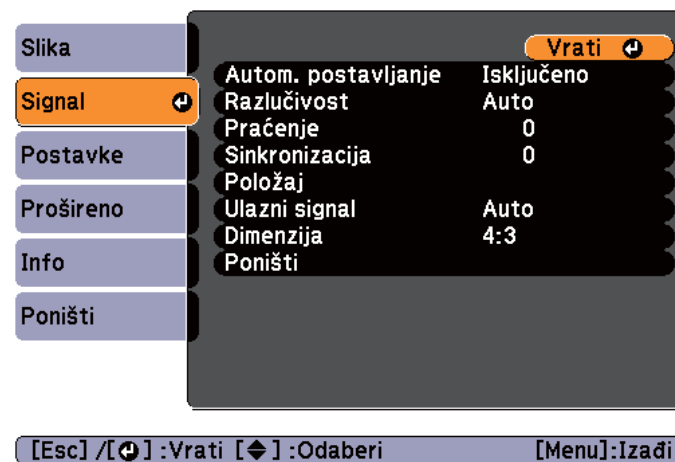 Slika
Signal
Postavke
Prošireno
Info
Poništi
Vrati
Autom. postavljanje Isključeno
Razlučivost Auto
Praćenje 0
Sinkronizacija 0
Položaj
Ulazni signal Auto
Dimenzija 4:3
Poništi
[Esc] /[ ] :Vrati [ ] :Odaberi [Menu]:Izađi